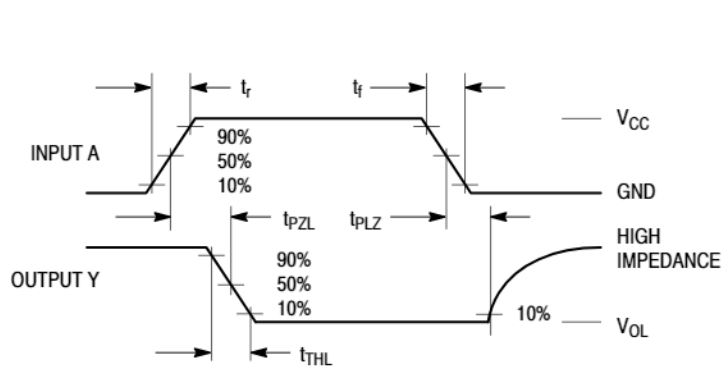 tr
tf
VCC
INPUT A
90%
50%
10%
GND
tPZL
tPLZ
HIGH
IMPEDANCE
OUTPUT Y
90%
50%
10%
10%
VOL
tTHL